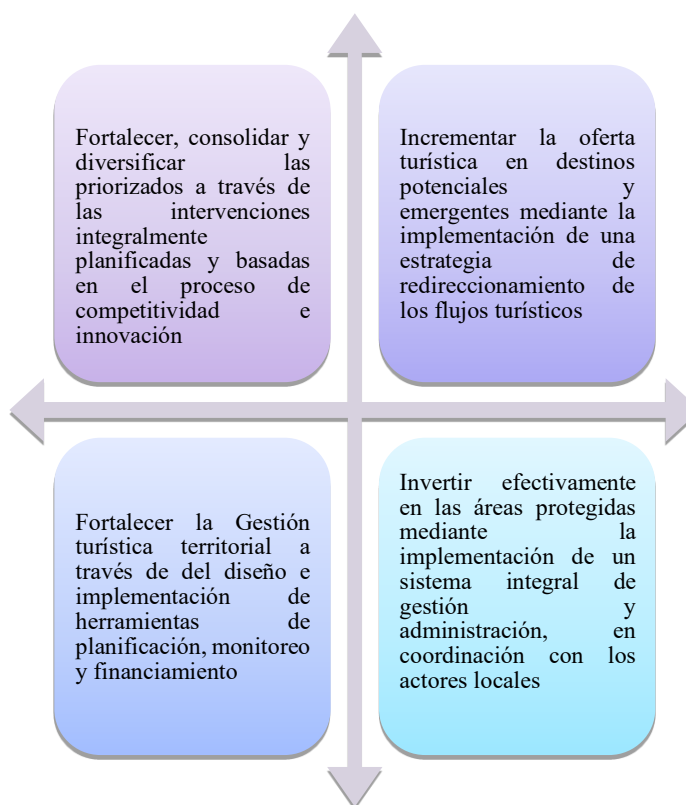 Fortalecer, consolidar y
diversificar las
priorizados a través de
las intervenciones
integralmente
planificadas y basadas
en el proceso de
competitividad e
innovación
Incrementar la oferta
turística en destinos
potenciales y
emergentes mediante la
implementación de una
estrategia de
redireccionamiento de
los flujos turísticos
Fortalecer la Gestión
turística territorial a
través de del diseño e
implementación de
herramientas de
planificación, monitoreo
y financiamiento
Invertir efectivamente
en las áreas protegidas
mediante la
implementación de un
sistema integral de
gestión y
administración, en
coordinación con los
actores locales